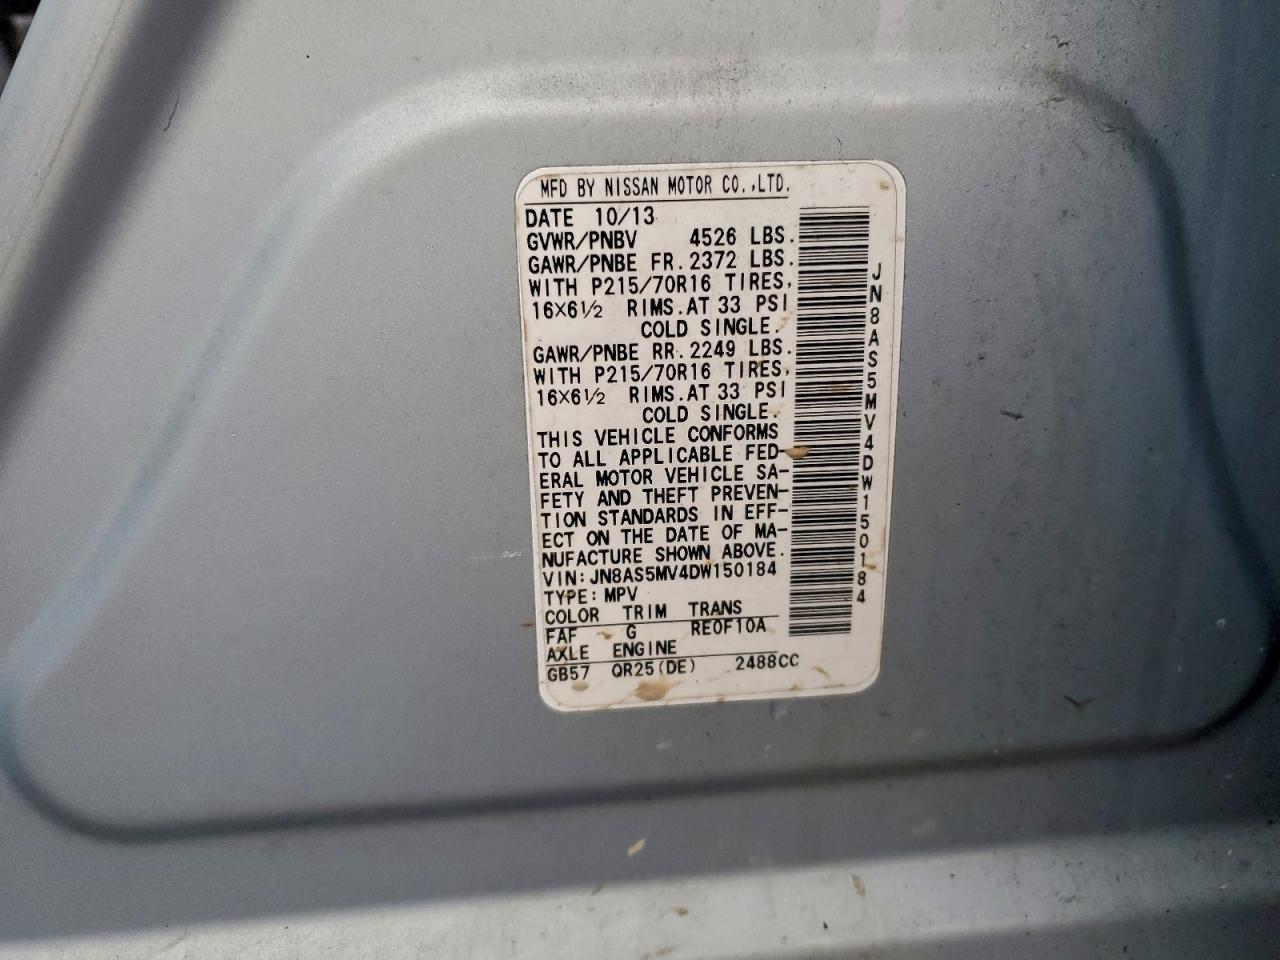 MFD BY NISSAN MOTOR CO.,LTD.
DATE 10/13
GVWR/PNBV 4526 LBS.
GAWR/PNBE FR.2372 LBS.
WITH P215/70R16 TIRES,
16X6½ RIMS.AT 33 PSI
COLD SINGLE.
GAWR/PNBE RR.2249 LBS.
WITH P215/70R16 TIRES,
16X6½ RIMS.AT 33 PSI
COLD SINGLE.
THIS VEHICLE CONFORMS
TO ALL APPLICABLE FED-
ERAL MOTOR VEHICLE SA-
FETY AND THEFT PREVEN-
TION STANDARDS IN EFF-
ECT ON THE DATE OF MA-
NUFACTURE SHOWN ABOVE.
VIN:JN8AS5MV4DW150184
TYPE:MPV
COLOR TRIM TRANS
FAF G RE0F10A
AXLE ENGINE
GB57 QR25(DE) 2488CC
JN8AS5MV4DW150184